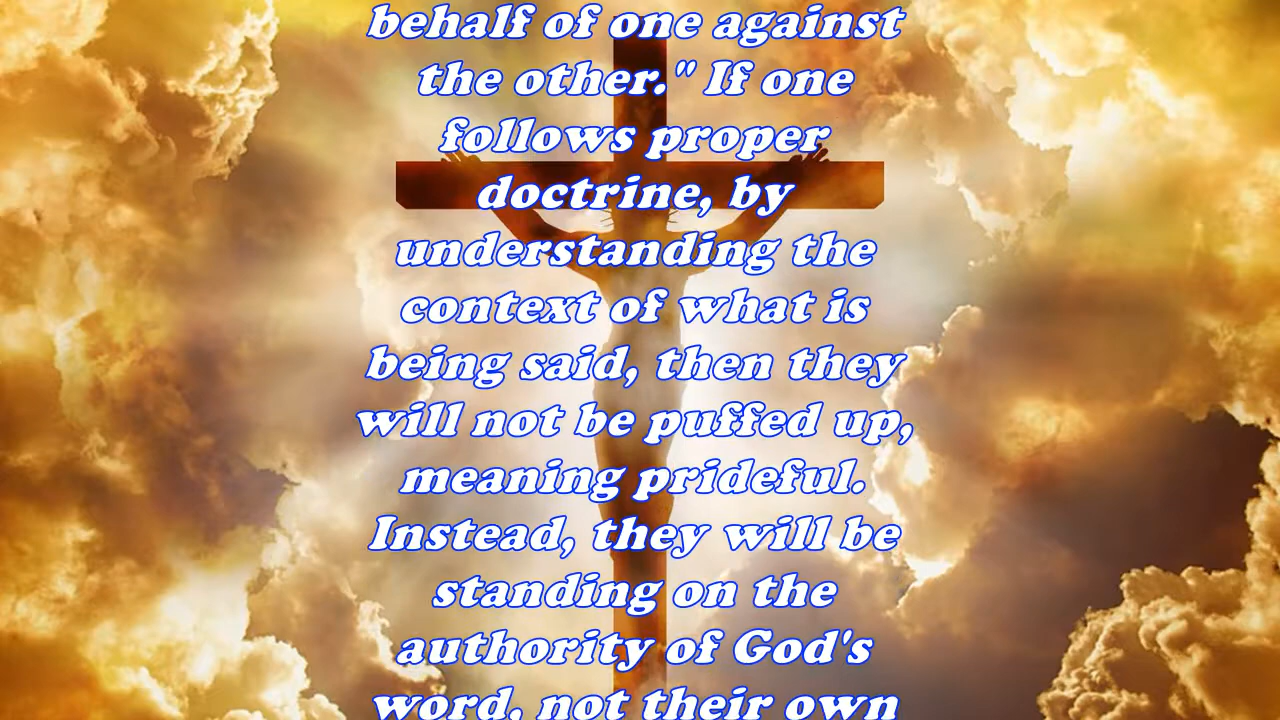 behalf of one against
the other." If one
follows proper
doctrine, by
understanding the
context of what is
being said, then they
will not be puffed up,
meaning prideful.
Instead, they will be
standing on the
authority of God's
word, not their own